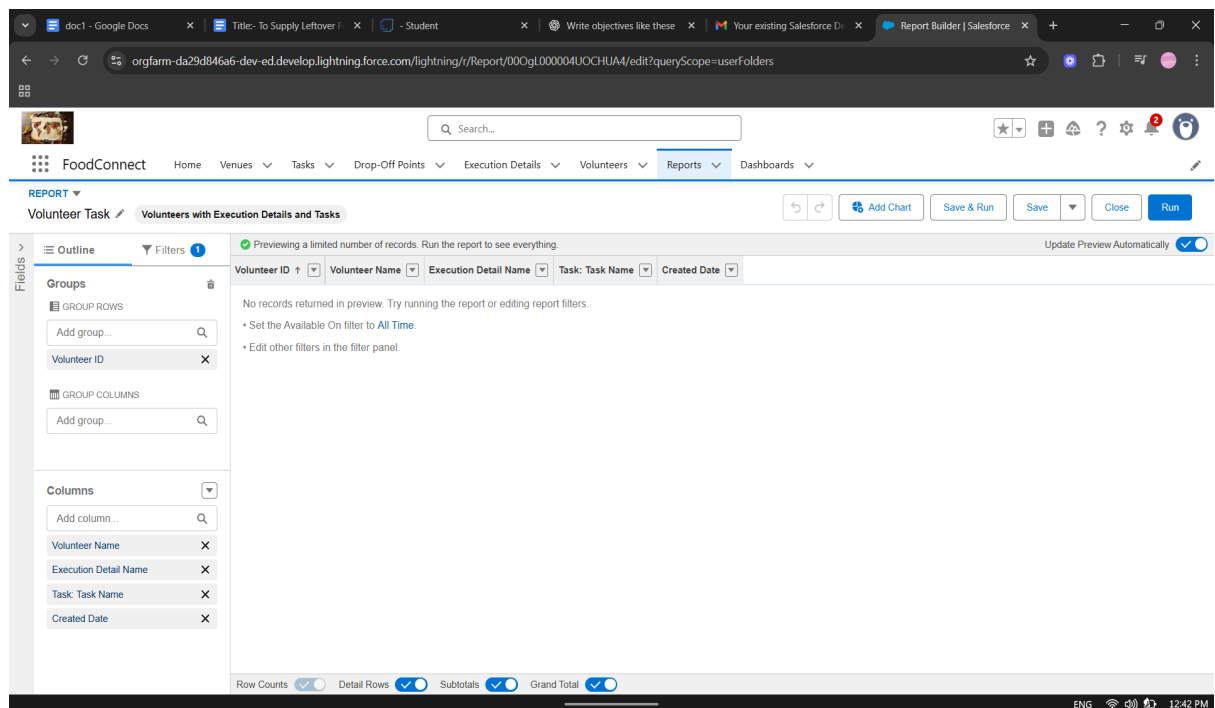 doc1 - Google Docs
Title:- To Supply Leftover F
- Student
Write objectives like these
Your existing Salesforce De
Report Builder | Salesforce
orgfarm-da29d846a6-dev-ed.develop.lightning.force.com/lightning/r/Report/00OgL000004UOCHUA4/edit?queryScope=userFolders
Search...
2
FoodConnect Home Venues Tasks Drop-Off Points Execution Details Volunteers Reports Dashboards
REPORT
Volunteer Task Volunteers with Execution Details and Tasks
Add Chart Save & Run Save Close Run
Fields
Outline Filters 1
Previewing a limited number of records. Run the report to see everything.
Update Preview Automatically
Volunteer ID Volunteer Name Execution Detail Name Task: Task Name Created Date
Groups
GROUP ROWS
Add group...
Volunteer ID
GROUP COLUMNS
Add group...
No records returned in preview. Try running the report or editing report filters.
• Set the Available On filter to All Time.
• Edit other filters in the filter panel.
Columns
Add column...
Volunteer Name
Execution Detail Name
Task: Task Name
Created Date
Row Counts Detail Rows Subtotals Grand Total
ENG 12:42 PM